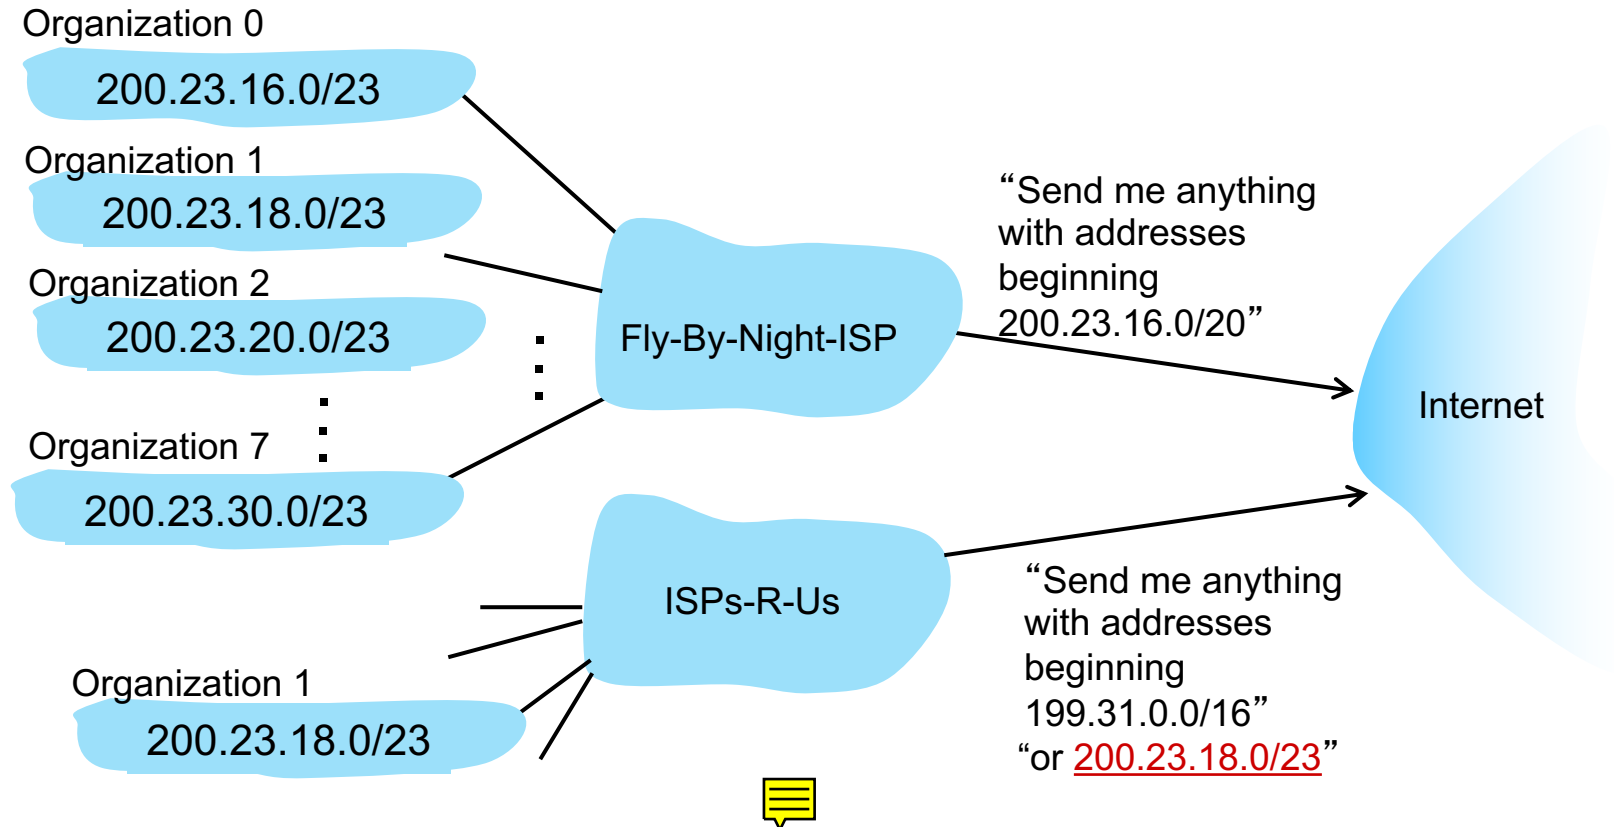 Organization 0
200.23.16.0/23
Organization 1
200.23.18.0/23
Organization 2
200.23.20.0/23
Organization 7
200.23.30.0/23
Fly-By-Night-ISP
“Send me anything
with addresses
beginning
200.23.16.0/20”
Internet
ISPs-R-Us
Organization 1
200.23.18.0/23
“Send me anything
with addresses
beginning
199.31.0.0/16”
“or 200.23.18.0/23”